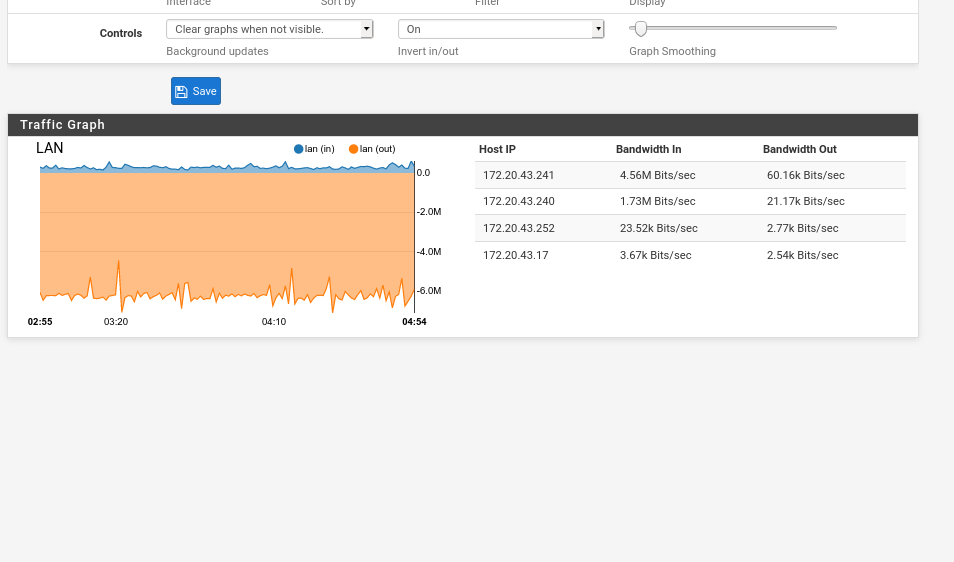 Interface Sort by Filter Display
Controls Clear graphs when not visible. On
Background updates Invert in/out Graph Smoothing
Save
Traffic Graph
LAN lan (in) lan (out)
0.0
-2.0M
-4.0M
-6.0M
02:55 03:20 04:10 04:54
Host IP Bandwidth In Bandwidth Out
172.20.43.241 4.56M Bits/sec 60.16k Bits/sec
172.20.43.240 1.73M Bits/sec 21.17k Bits/sec
172.20.43.252 23.52k Bits/sec 2.77k Bits/sec
172.20.43.17 3.67k Bits/sec 2.54k Bits/sec